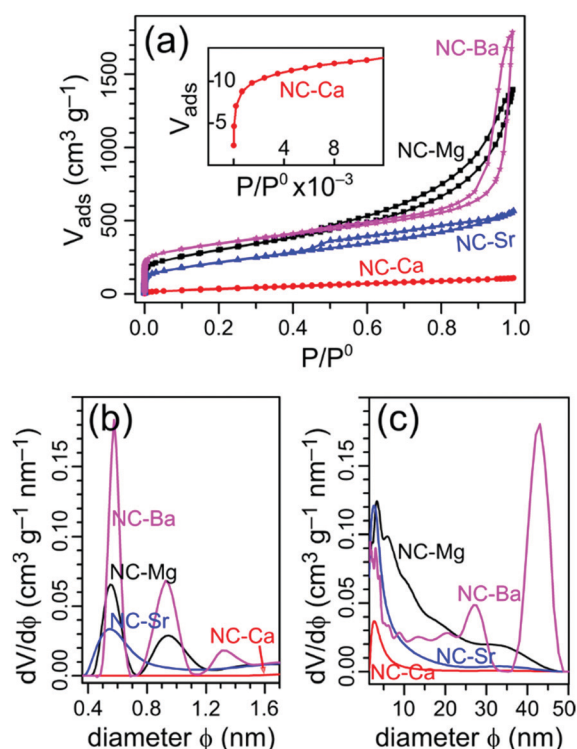 (a)
NC-Ba
NC-Mg
NC-Sr
NC-Ca
V_ads (cm³ g⁻¹)
0 500 1000 1500
0.0 0.2 0.4 0.6 0.8 1.0
P/P⁰
NC-Ca
V_ads
5 10
4 8
P/P⁰ x10⁻³
(b)
NC-Ba
NC-Mg
NC-Sr
NC-Ca
dV/dϕ (cm³ g⁻¹ nm⁻¹)
0.00 0.05 0.10 0.15
0.4 0.8 1.2 1.6
diameter ϕ (nm)
(c)
NC-Mg
NC-Ba
NC-Sr
NC-Ca
dV/dϕ (cm³ g⁻¹ nm⁻¹)
0.00 0.05 0.10 0.15
10 20 30 40 50
diameter ϕ (nm)